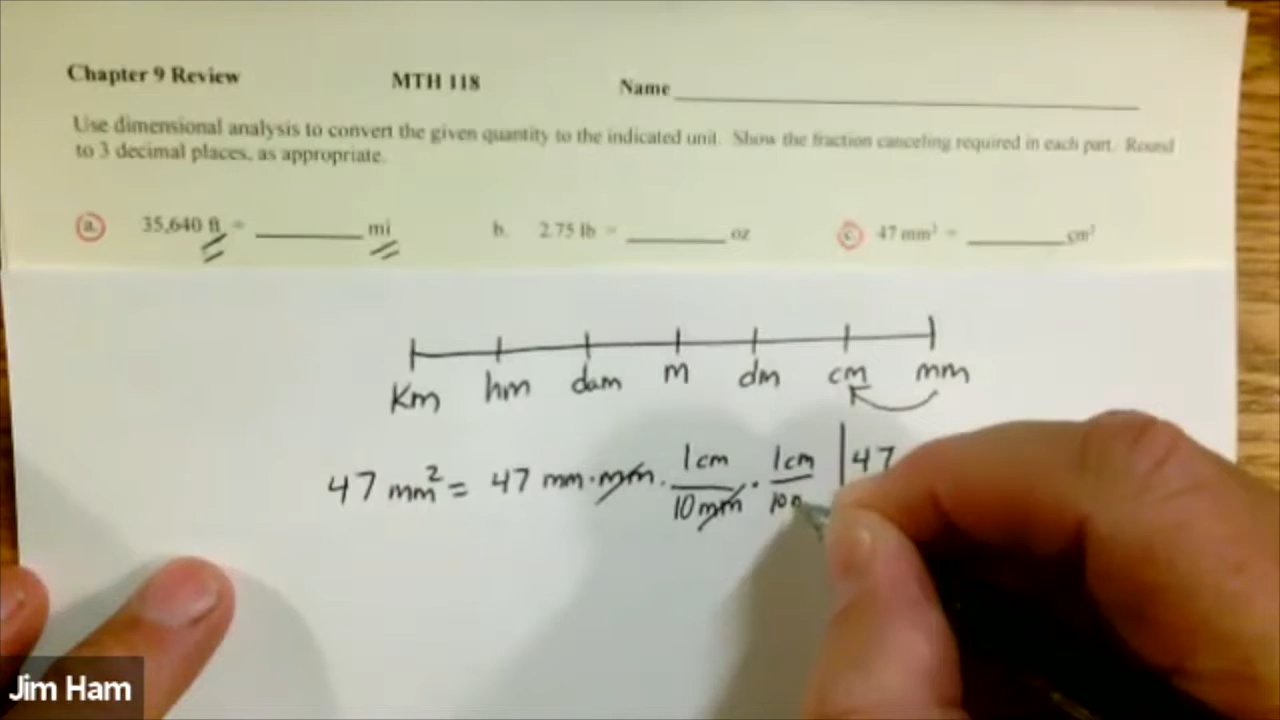 Chapter 9 Review MTH 118 Name
Use dimensional analysis to convert the given quantity to the indicated unit. Show the fraction canceling required in each part. Round
to 3 decimal places, as appropriate.
a. 35,640 ft = ________ mi b. 2.75 lb = ________ oz c. 47 mm² = ________ cm²
Km hm dam m dm cm mm
47 mm² = 47 mm · mm · 1cm/10mm · 1cm/10 | 47
Jim Ham